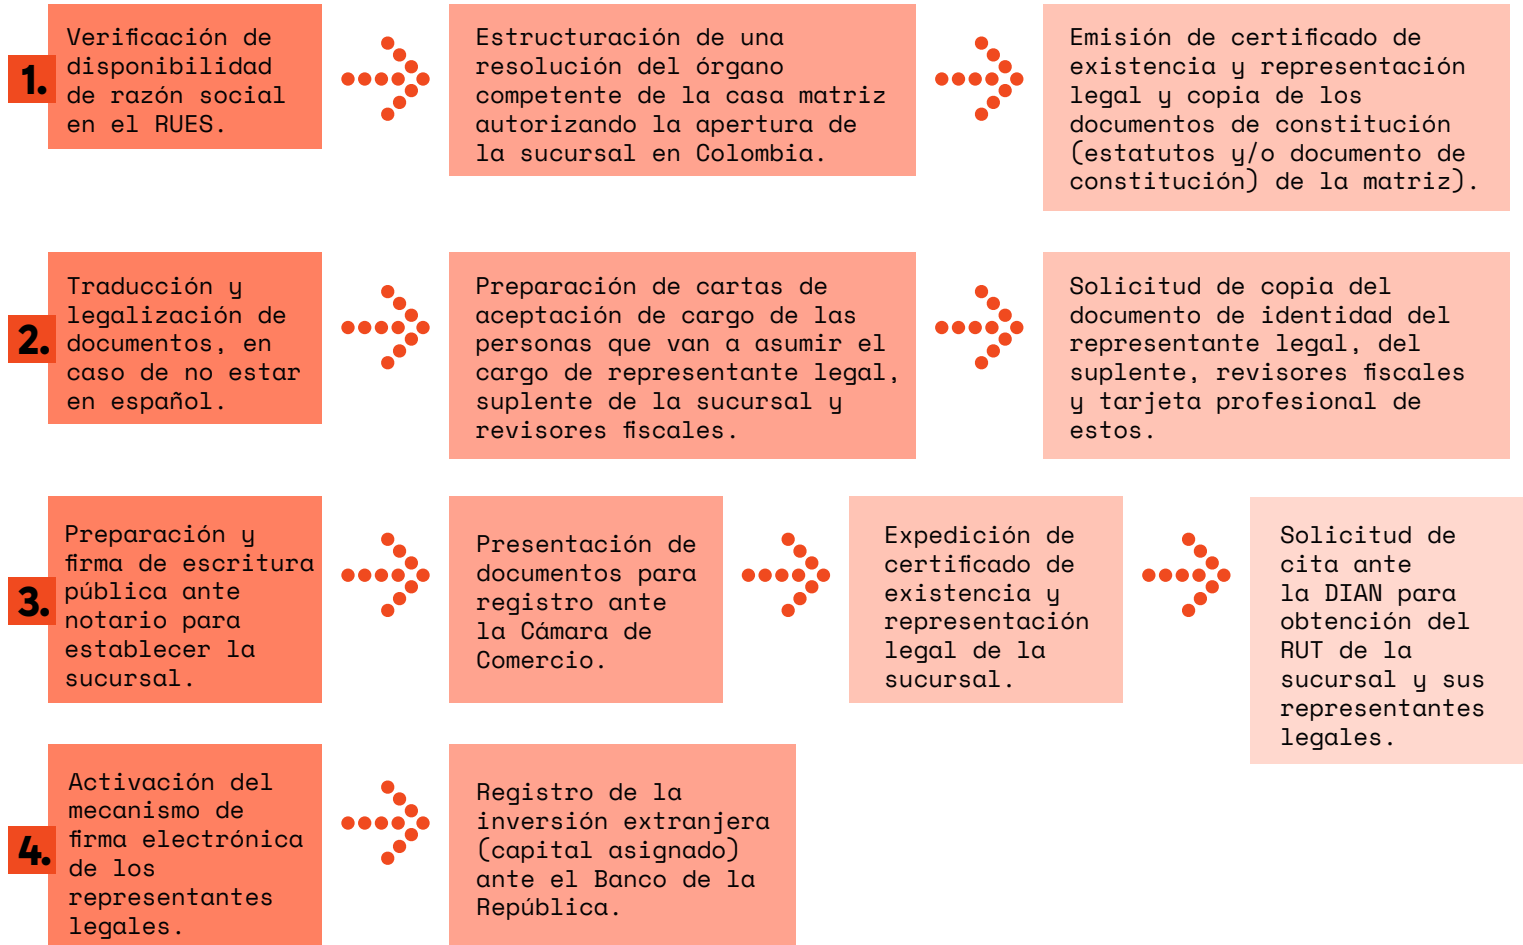 1.
Verificación de
disponibilidad
de razón social
en el RUES.
Estructuración de una
resolución del órgano
competente de la casa matriz
autorizando la apertura de
la sucursal en Colombia.
Emisión de certificado de
existencia y representación
legal y copia de los
documentos de constitución
(estatutos y/o documento de
constitución) de la matriz).
2.
Traducción y
legalización de
documentos, en
caso de no estar
en español.
Preparación de cartas de
aceptación de cargo de las
personas que van a asumir el
cargo de representante legal,
suplente de la sucursal y
revisores fiscales.
Solicitud de copia del
documento de identidad del
representante legal, del
suplente, revisores fiscales
y tarjeta profesional de
estos.
3.
Preparación y
firma de escritura
pública ante
notario para
establecer la
sucursal.
Presentación de
documentos para
registro ante
la Cámara de
Comercio.
Expedición de
certificado de
existencia y
representación
legal de la
sucursal.
Solicitud de
cita ante
la DIAN para
obtención del
RUT de la
sucursal y sus
representantes
legales.
4.
Activación del
mecanismo de
firma electrónica
de los
representantes
legales.
Registro de la
inversión extranjera
(capital asignado)
ante el Banco de la
República.